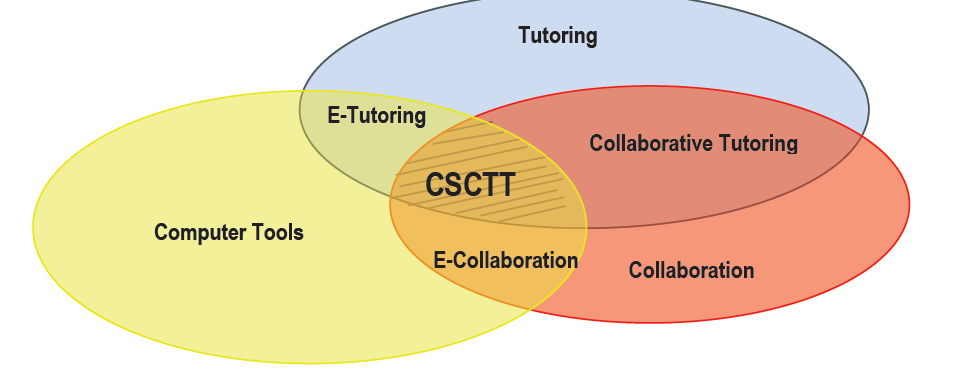 Tutoring
E-Tutoring
Collaborative Tutoring
CSCTT
Computer Tools
E-Collaboration
Collaboration